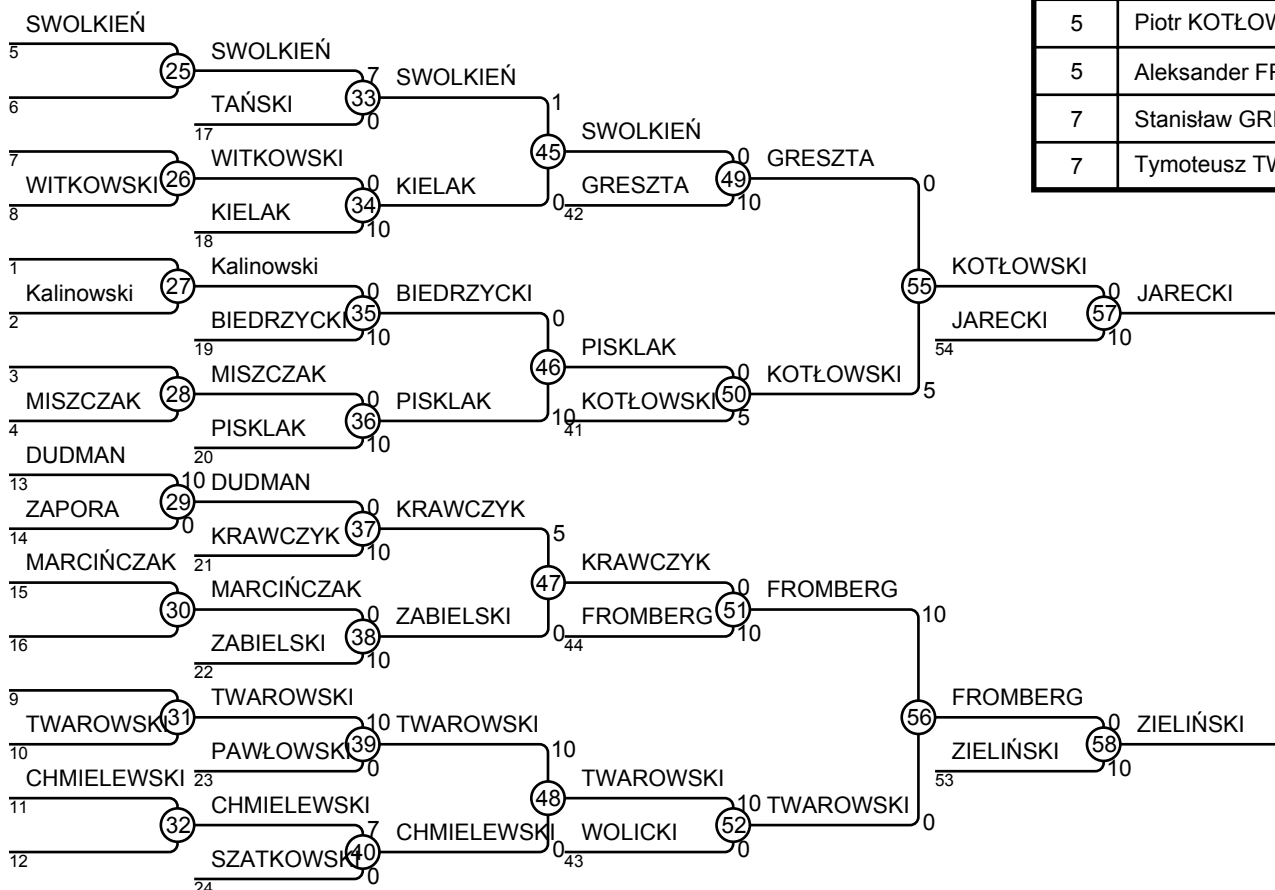 SWOLKIEŃ
5
6
25
SWOLKIEŃ
7
TAŃSKI
17
33
0
SWOLKIEŃ
1
7
WITKOWSKI
8
26
WITKOWSKI
0
KIELAK
18
34
10
KIELAK
0
45
SWOLKIEŃ
0
GRESZTA
42
49
10
GRESZTA
0
1
Kalinowski
2
27
Kalinowski
0
BIEDRZYCKI
19
35
10
BIEDRZYCKI
0
3
MISZCZAK
4
28
MISZCZAK
0
PISKLAK
20
36
10
PISKLAK
10
46
PISKLAK
0
KOTŁOWSKI
41
50
5
KOTŁOWSKI
5
55
KOTŁOWSKI
0
JARECKI
54
57
10
JARECKI
DUDMAN
13
10
ZAPORA
14
29
0
DUDMAN
0
KRAWCZYK
21
37
10
KRAWCZYK
5
MARCIŃCZAK
15
16
30
MARCIŃCZAK
0
ZABIELSKI
22
38
10
ZABIELSKI
0
47
KRAWCZYK
0
FROMBERG
44
51
10
FROMBERG
10
9
TWAROWSKI
10
31
TWAROWSKI
10
PAWŁOWSKI
23
39
0
TWAROWSKI
10
CHMIELEWSKI
11
12
32
CHMIELEWSKI
7
SZATKOWSKI
24
40
0
CHMIELEWSKI
0
48
TWAROWSKI
10
WOLICKI
43
52
0
TWAROWSKI
0
56
FROMBERG
0
ZIELIŃSKI
53
58
10
ZIELIŃSKI
5 Piotr
5 Aleksander
7 Stanisław
7 Tymoteusz